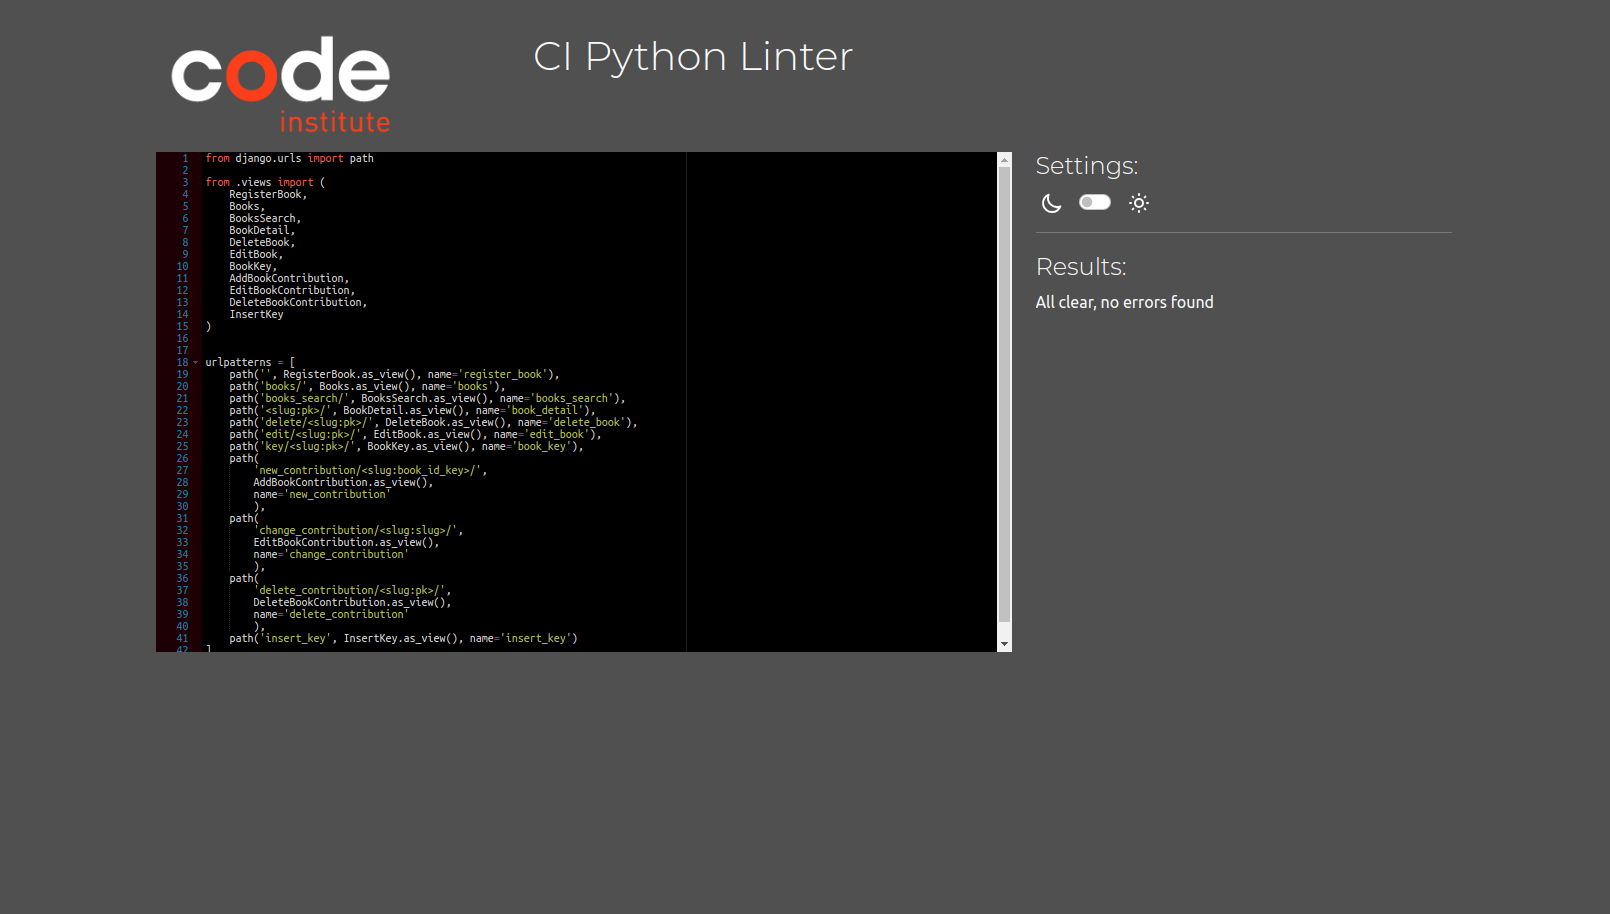 code
institute
CI Python Linter
1 from django.urls import path
2
3 from .views import (
4     RegisterBook,
5     Books,
6     BooksSearch,
7     BookDetail,
8     DeleteBook,
9     EditBook,
10     BookKey,
11     AddBookContribution,
12     EditBookContribution,
13     DeleteBookContribution,
14     InsertKey
15 )
16
17
18 urlpatterns = [
19     path('', RegisterBook.as_view(), name='register_book'),
20     path('books/', Books.as_view(), name='books'),
21     path('books_search/', BooksSearch.as_view(), name='books_search'),
22     path('<slug:pk>/', BookDetail.as_view(), name='book_detail'),
23     path('delete/<slug:pk>/', DeleteBook.as_view(), name='delete_book'),
24     path('edit/<slug:pk>/', EditBook.as_view(), name='edit_book'),
25     path('key/<slug:pk>/', BookKey.as_view(), name='book_key'),
26     path(
27         'new_contribution/<slug:book_id_key>/',
28         AddBookContribution.as_view(),
29         name='new_contribution'
30         ),
31     path(
32         'change_contribution/<slug:slug>/',
33         EditBookContribution.as_view(),
34         name='change_contribution'
35         ),
36     path(
37         'delete_contribution/<slug:pk>/',
38         DeleteBookContribution.as_view(),
39         name='delete_contribution'
40         ),
41     path('insert_key', InsertKey.as_view(), name='insert_key')
42 ]
Settings:
Results:
All clear, no errors found